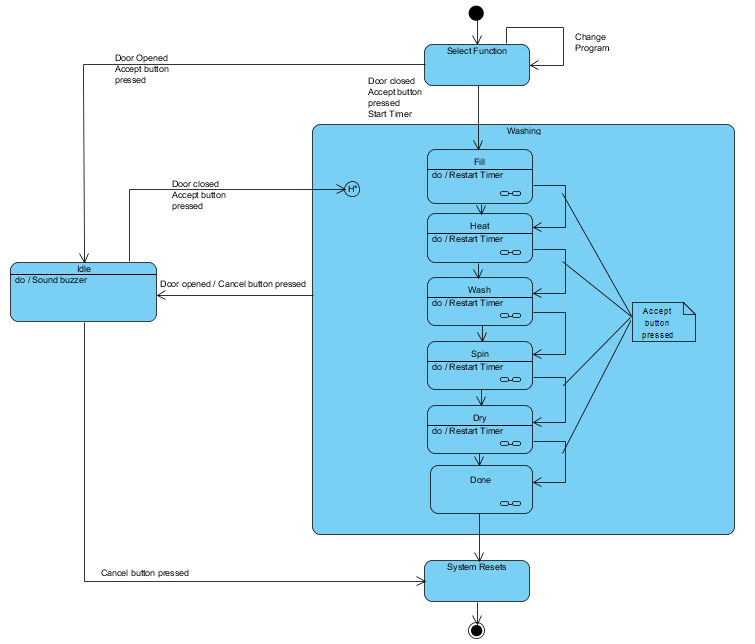 Select Function
Change
Program
Door Opened
Accept button
pressed
Door closed
Accept button
pressed
Start Timer
Washing
Fill
do / Restart Timer
Door closed
Accept button
pressed
H*
Heat
do / Restart Timer
Idle
do / Sound buzzer
Door opened / Cancel button pressed
Wash
do / Restart Timer
Accept
button
pressed
Spin
do / Restart Timer
Dry
do / Restart Timer
Done
System Resets
Cancel button pressed